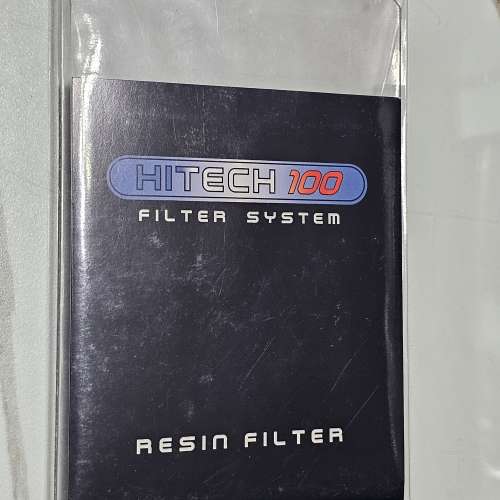 HITECH 100
FILTER SYSTEM
RESIN FILTER